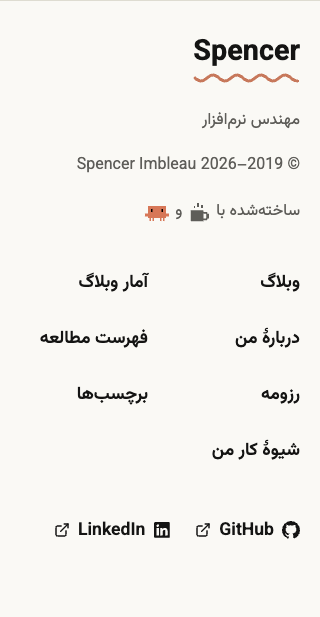 Spencer
مهندس نرم‌افزار
© 2019–2026 Spencer Imbleau
ساخته‌شده با و
وبلاگ
آمار وبلاگ
دربارهٔ من
فهرست مطالعه
رزومه
برچسب‌ها
شیوهٔ کار من
GitHub
LinkedIn